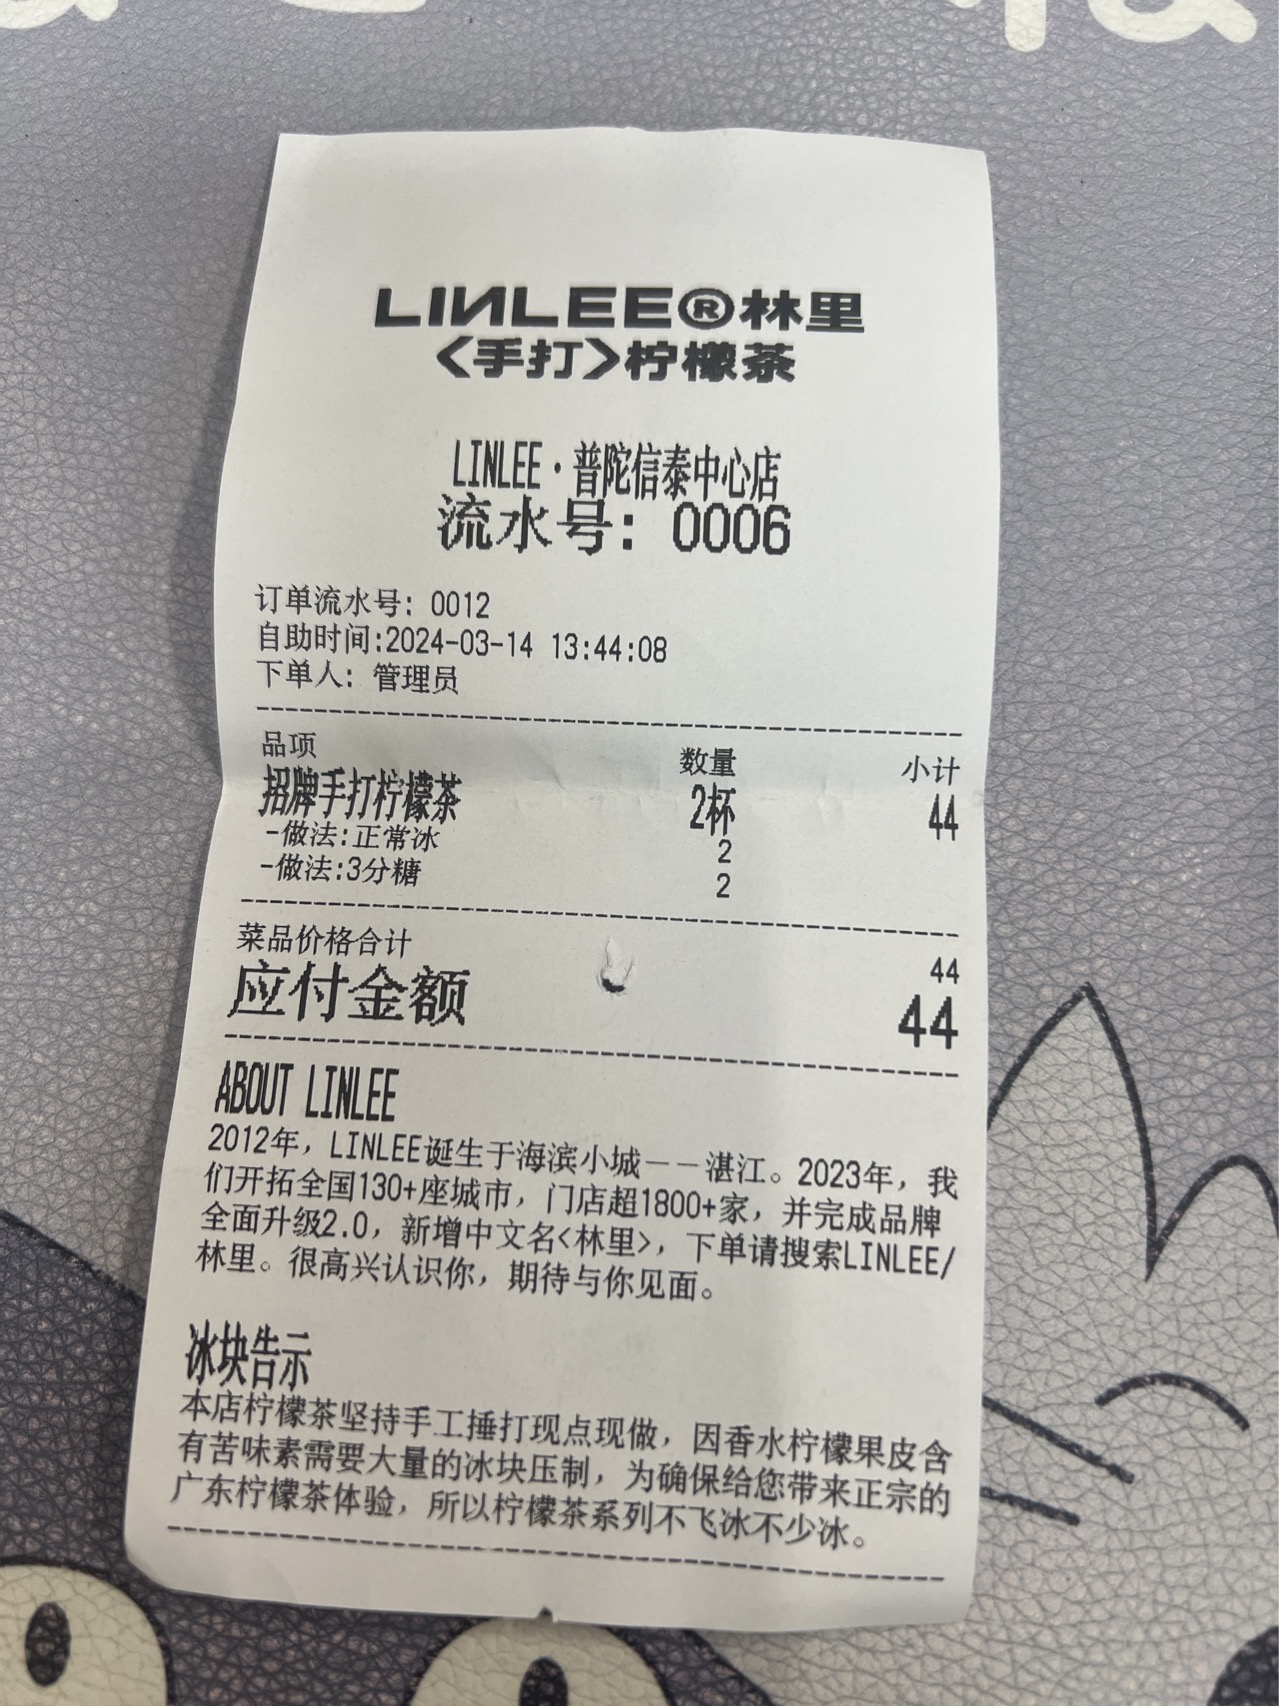 LINLEE®林里
<手打>柠檬茶
LINLEE·普陀信泰中心店
流水号: 0006
订单流水号: 0012
自助时间:2024-03-14 13:44:08
下单人: 管理员
品项 数量 小计
招牌手打柠檬茶 2杯 44
-做法:正常冰 2
-做法:3分糖 2
菜品价格合计 44
应付金额 44
ABOUT LINLEE
2012年，LINLEE诞生于海滨小城——湛江。2023年，我
们开拓全国130+座城市，门店超1800+家，并完成品牌
全面升级2.0，新增中文名<林里>，下单请搜索LINLEE/
林里。很高兴认识你，期待与你见面。
冰块告示
本店柠檬茶坚持手工捶打现点现做，因香水柠檬果皮含
有苦味素需要大量的冰块压制，为确保给您带来正宗的
广东柠檬茶体验，所以柠檬茶系列不飞冰不少冰。